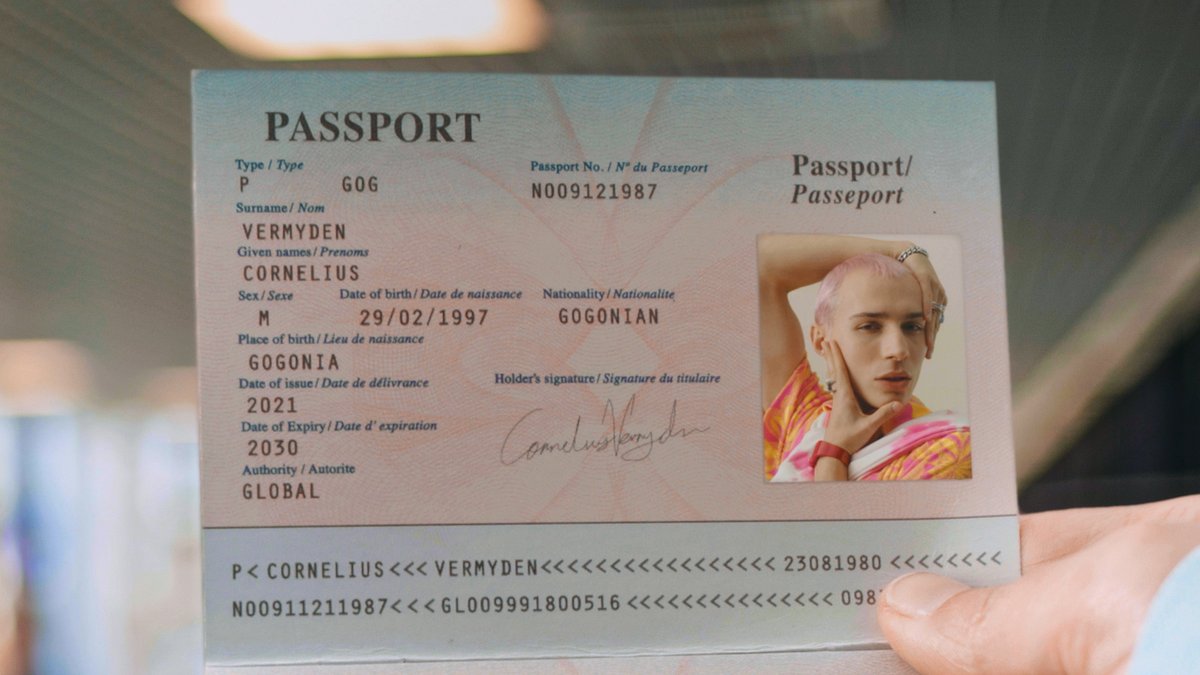 PASSPORT
Type / Type
P GOG
Passport No. / Nº du Passeport
N009121987
Passport/
Passeport
Surname / Nom
VERMYDEN
Given names / Prenoms
CORNELIUS
Sex / Sexe
M
Date of birth / Date de naissance
29/02/1997
Nationality / Nationalite
GOGONIAN
Place of birth / Lieu de naissance
GOGONIA
Date of issue / Date de délivrance
2021
Holder's signature / Signature du titulaire
Cornelius Vermyden
Date of Expiry / Date d' expiration
2030
Authority / Autorite
GLOBAL
P< CORNELIUS<<< VERMYDEN<<<<<<<<<<<<<<<<< 23081980 <<<<<<<<
N00911211987<<<GL009991800516 <<<<<<<<<<<<<<< 098